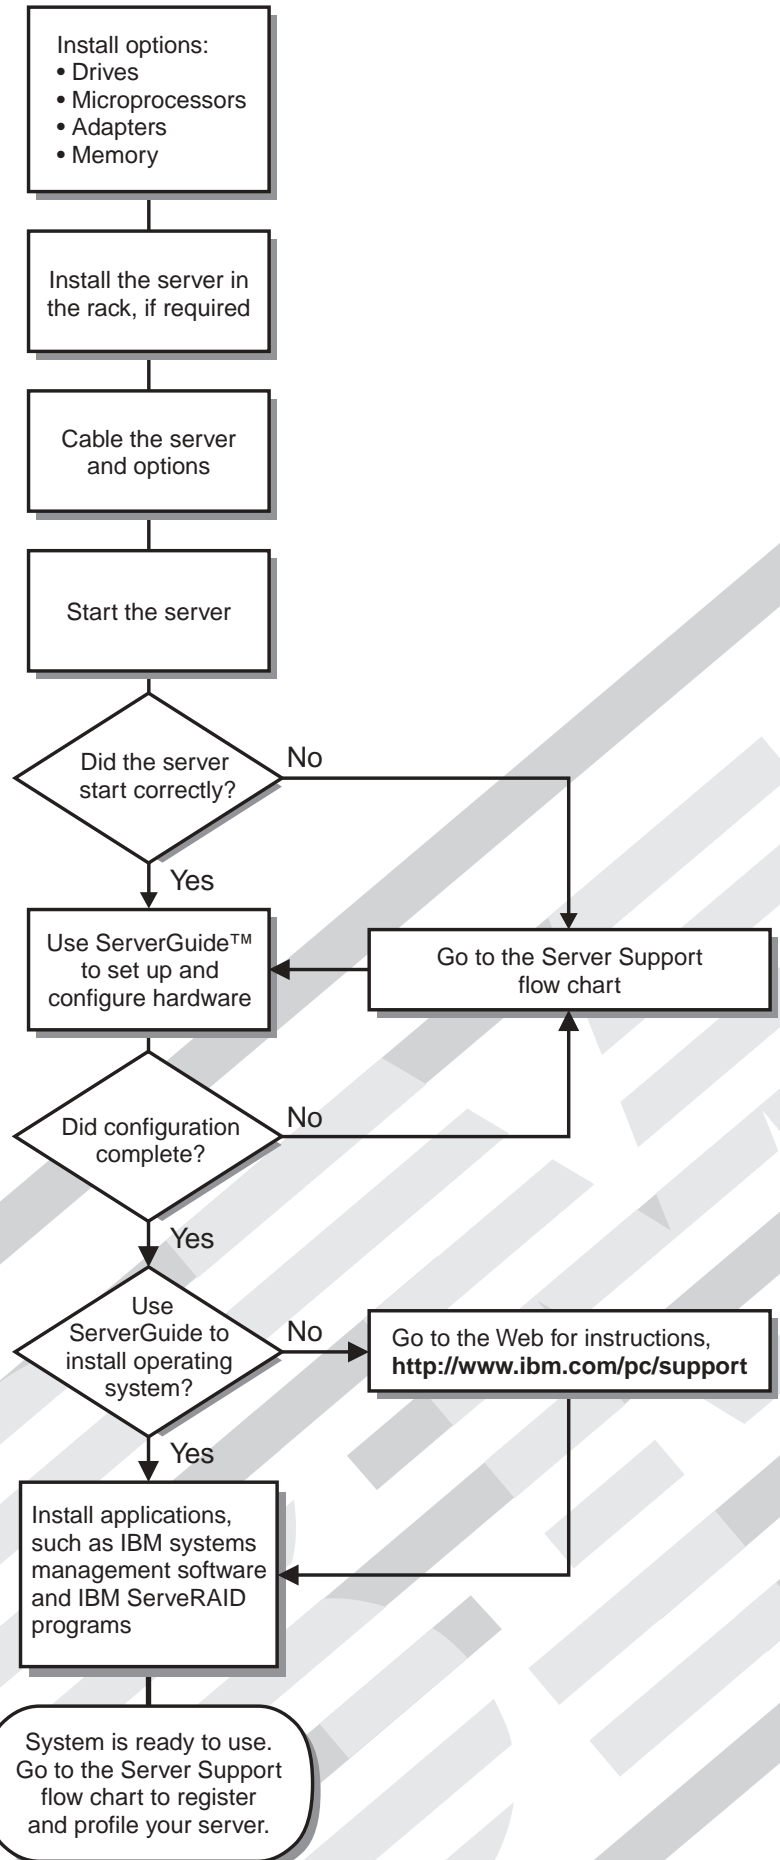 Install options:
• Drives
• Microprocessors
• Adapters
• Memory
Install the server in
the rack, if required
Cable the server
and options
Start the server
Did the server
start correctly?
No
Yes
Use ServerGuide™
to set up and
configure hardware
Go to the Server Support
flow chart
Did configuration
complete?
No
Yes
Use
ServerGuide to
install operating
system?
No
Go to the Web for instructions,
http://www.ibm.com/pc/support
Yes
Install applications,
such as IBM systems
management software
and IBM ServeRAID
programs
System is ready to use.
Go to the Server Support
flow chart to register
and profile your server.